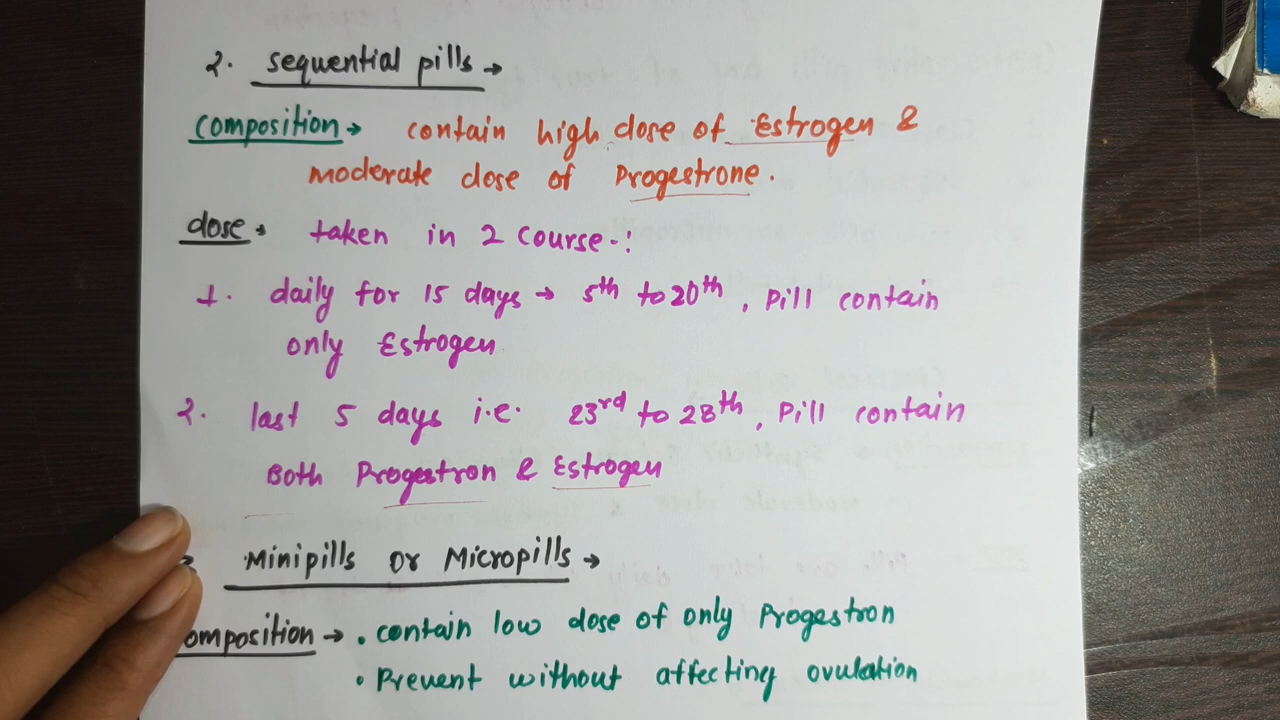 2. sequential pills →
Composition → contain high dose of Estrogen &
moderate dose of Progestrone.
dose → taken in 2 course-:
1. daily for 15 days → 5th to 20th, Pill contain
only Estrogen
2. last 5 days i.e. 23rd to 28th, Pill contain
Both Progestron & Estrogen
Minipills or Micropills →
omposition → • contain low dose of only Progestron
• Prevent without affecting ovulation